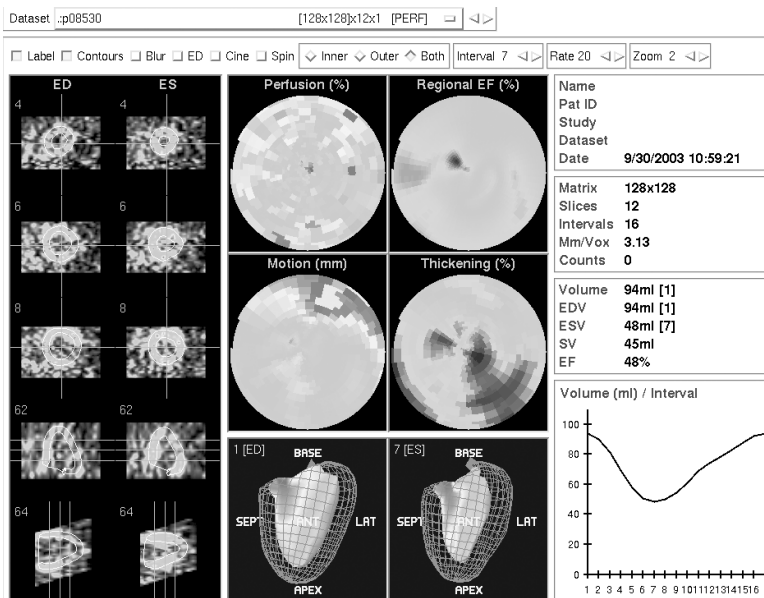 Dataset .:p08530 [128x128]x12x1 [PERF]
Label Contours Blur ED Cine Spin Inner Outer Both Interval 7 Rate 20 Zoom 2
ED ES
4 4
6 6
8 8
62 62
64 64
Perfusion (%) Regional EF (%)
Motion (mm) Thickening (%)
1 [ED] BASE
SEPT ANT LAT
APEX
7 [ES] BASE
SEPT ANT LAT
APEX
Name
Pat ID
Study
Dataset
Date 9/30/2003 10:59:21
Matrix 128x128
Slices 12
Intervals 16
Mm/Vox 3.13
Counts 0
Volume 94ml [1]
EDV 94ml [1]
ESV 48ml [7]
SV 45ml
EF 48%
Volume (ml) / Interval
100
80
60
40
20
0
1 2 3 4 5 6 7 8 9 10 11 12 13 14 15 16